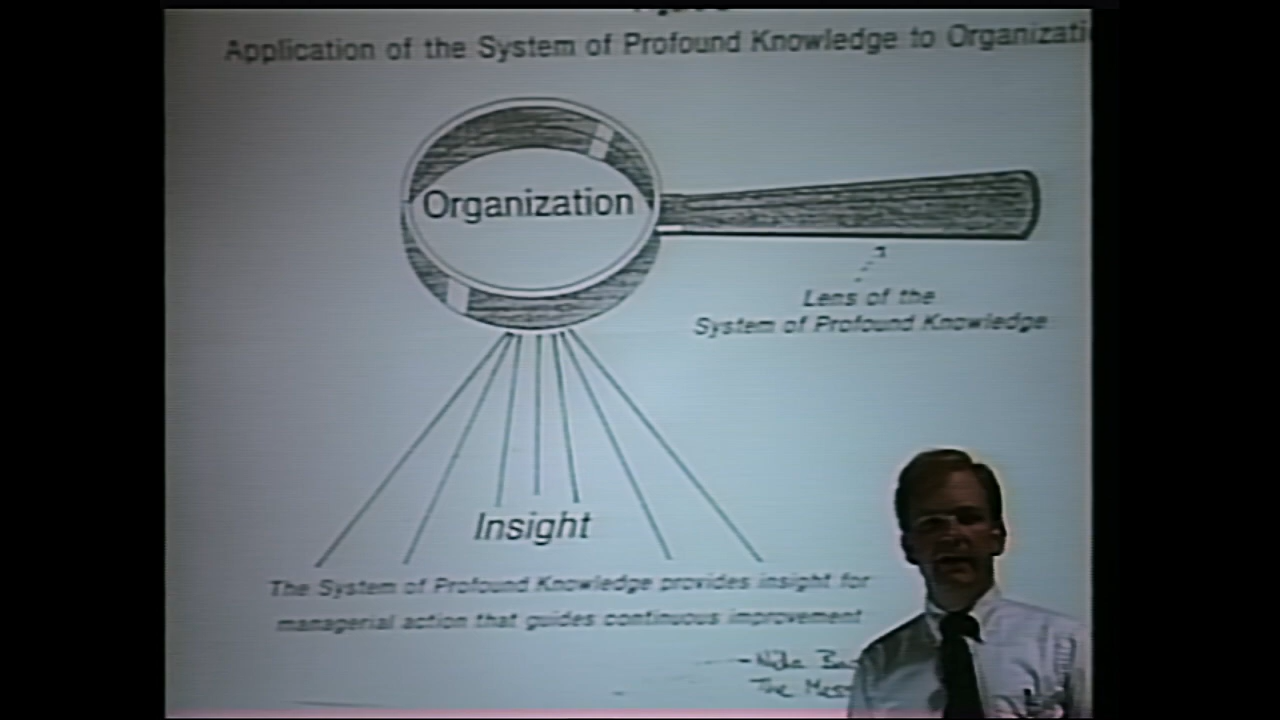 Application of the System of Profound Knowledge to Organizati
Organization
Lens of the
System of Profound Knowledge
Insight
The System of Profound Knowledge provides insight for
managerial action that guides continuous improvement
The